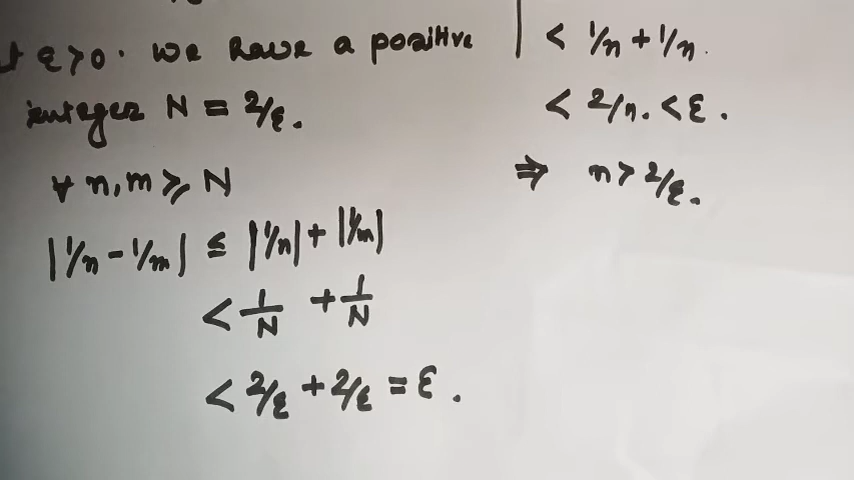 ε>0. we have a positive
integer N = 2/ε.
∀ n,m ≥ N
|1/n - 1/m| ≤ |1/n| + |1/m|
< 1/N + 1/N
< 2/ε + 2/ε = ε.
< 1/n + 1/n.
< 2/n. < ε.
⇒ n > 2/ε.